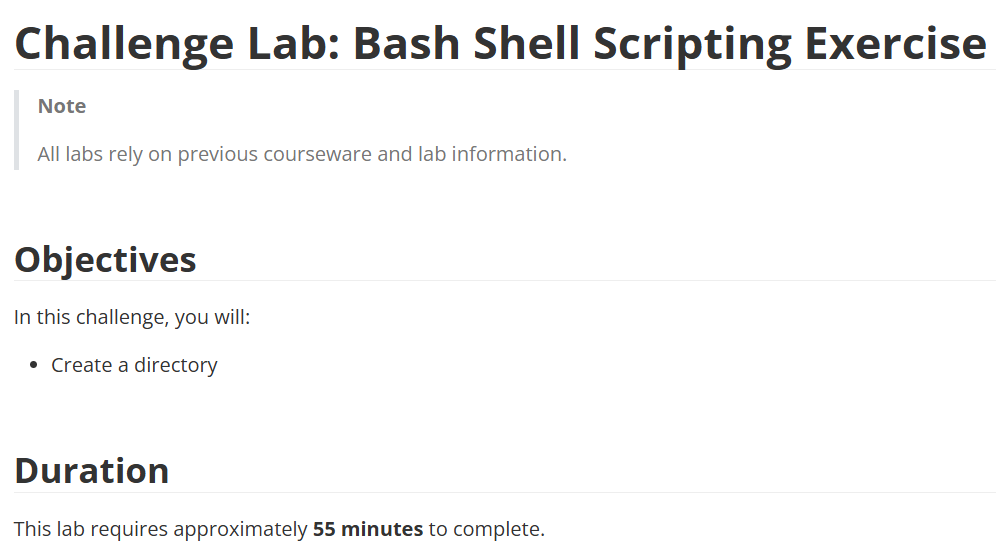 Challenge Lab: Bash Shell Scripting Exercise
Note
All labs rely on previous courseware and lab information.
Objectives
In this challenge, you will:
• Create a directory
Duration
This lab requires approximately 55 minutes to complete.